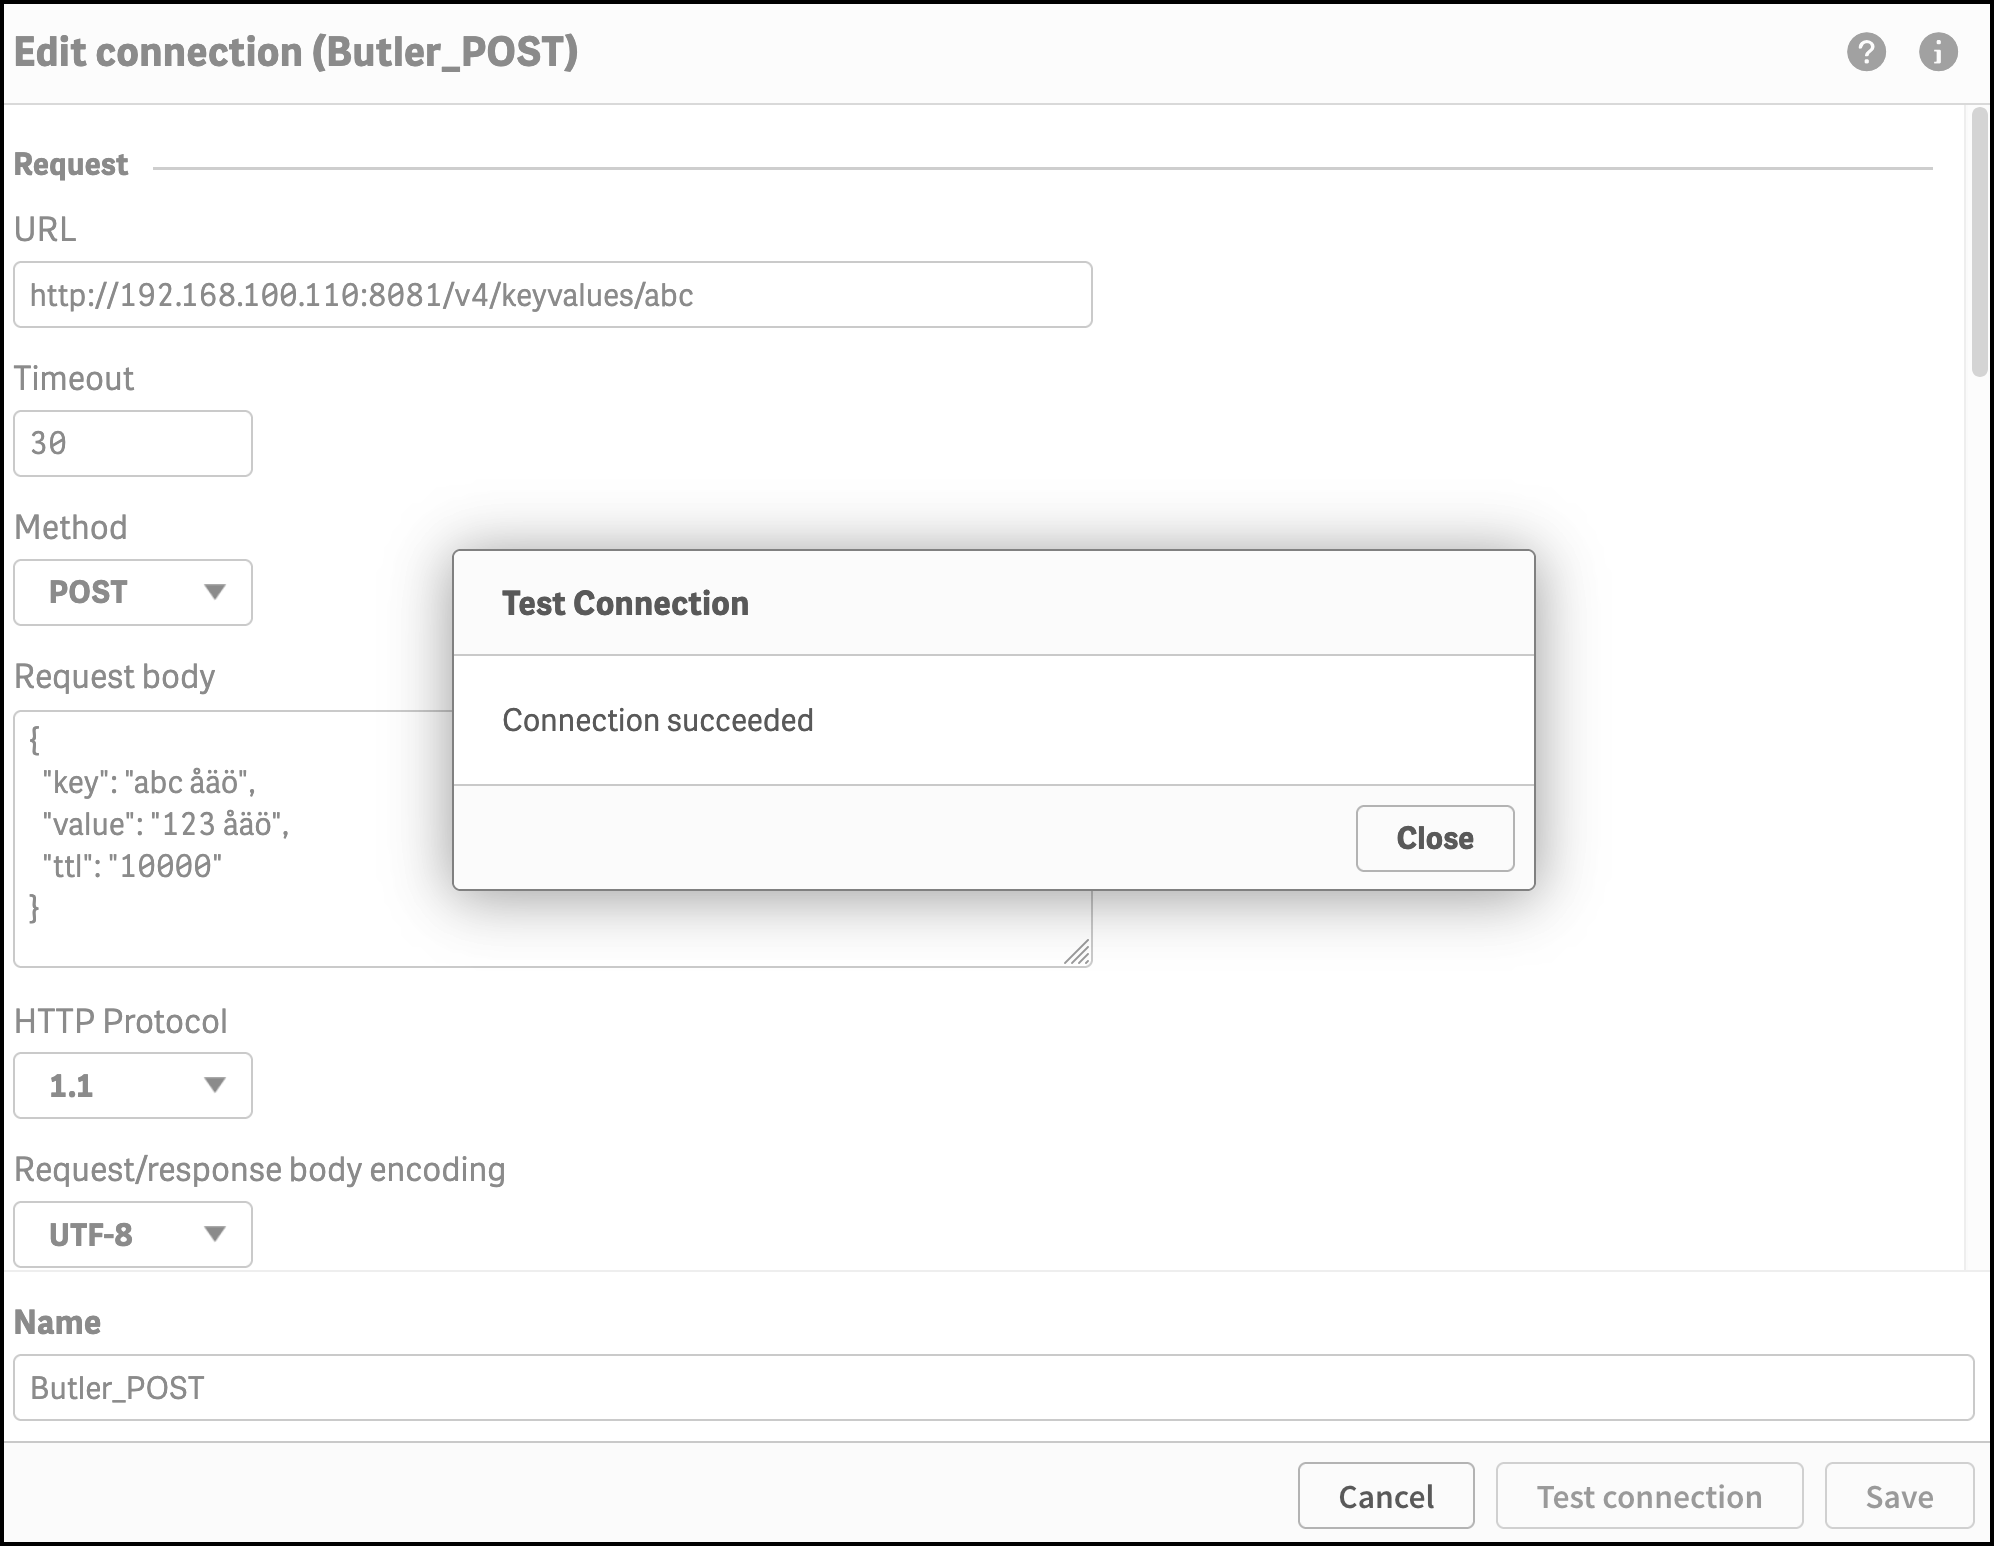 Edit connection (Butler_POST)
Request
URL
http://192.168.100.110:8081/v4/keyvalues/abc
Timeout
30
Method
POST
Request body
{
"key": "abc åäö",
"value": "123 åäö",
"ttl": "10000"
}
Test Connection
Connection succeeded
Close
HTTP Protocol
1.1
Request/response body encoding
UTF-8
Name
Butler_POST
Cancel
Test connection
Save